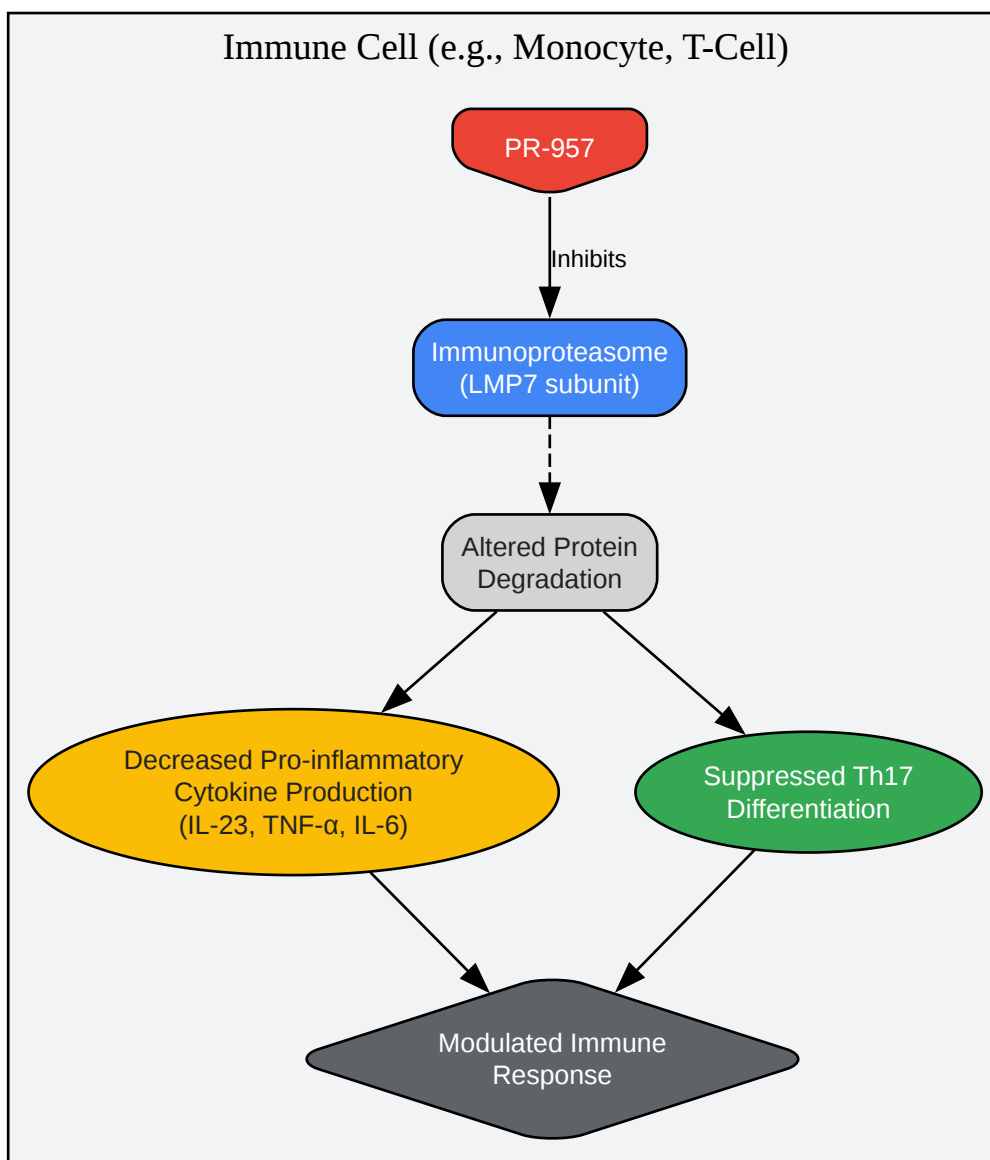 Immune Cell (e.g., Monocyte, T-Cell)
PR-957
Inhibits
Immunoproteasome
(LMP7 subunit)
Altered Protein
Degradation
Decreased Pro-inflammatory
Cytokine Production
(IL-23, TNF-α, IL-6)
Suppressed Th17
Differentiation
Modulated Immune
Response